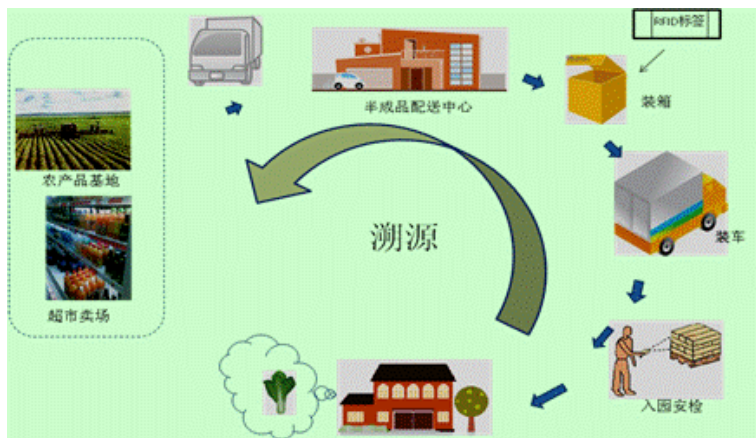 RFID标签
半成品配送中心
装箱
农产品基地
溯源
装车
超市卖场
入园安检